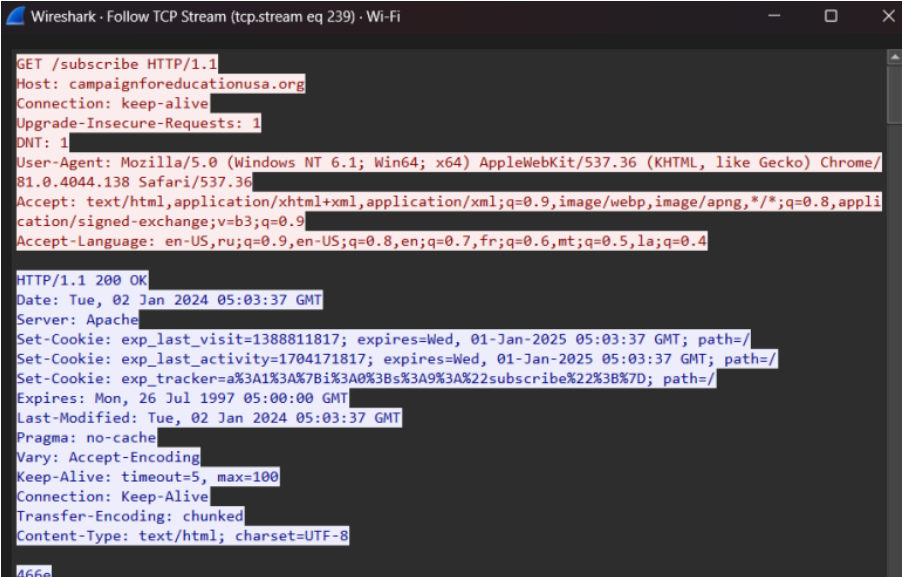 Wireshark · Follow TCP Stream (tcp.stream eq 239) · Wi-Fi
GET /subscribe HTTP/1.1
Host: campaignforeducationusa.org
Connection: keep-alive
Upgrade-Insecure-Requests: 1
DNT: 1
User-Agent: Mozilla/5.0 (Windows NT 6.1; Win64; x64) AppleWebKit/537.36 (KHTML, like Gecko) Chrome/
81.0.4044.138 Safari/537.36
Accept: text/html,application/xhtml+xml,application/xml;q=0.9,image/webp,image/apng,*/*;q=0.8,appli
cation/signed-exchange;v=b3;q=0.9
Accept-Language: en-US,ru;q=0.9,en-US;q=0.8,en;q=0.7,fr;q=0.6,mt;q=0.5,la;q=0.4
HTTP/1.1 200 OK
Date: Tue, 02 Jan 2024 05:03:37 GMT
Server: Apache
Set-Cookie: exp_last_visit=1388811817; expires=Wed, 01-Jan-2025 05:03:37 GMT; path=/
Set-Cookie: exp_last_activity=1704171817; expires=Wed, 01-Jan-2025 05:03:37 GMT; path=/
Set-Cookie: exp_tracker=a%3A1%3A%7Bi%3A0%3Bs%3A9%3A%22subscribe%22%3B%7D; path=/
Expires: Mon, 26 Jul 1997 05:00:00 GMT
Last-Modified: Tue, 02 Jan 2024 05:03:37 GMT
Pragma: no-cache
Vary: Accept-Encoding
Keep-Alive: timeout=5, max=100
Connection: Keep-Alive
Transfer-Encoding: chunked
Content-Type: text/html; charset=UTF-8
466e